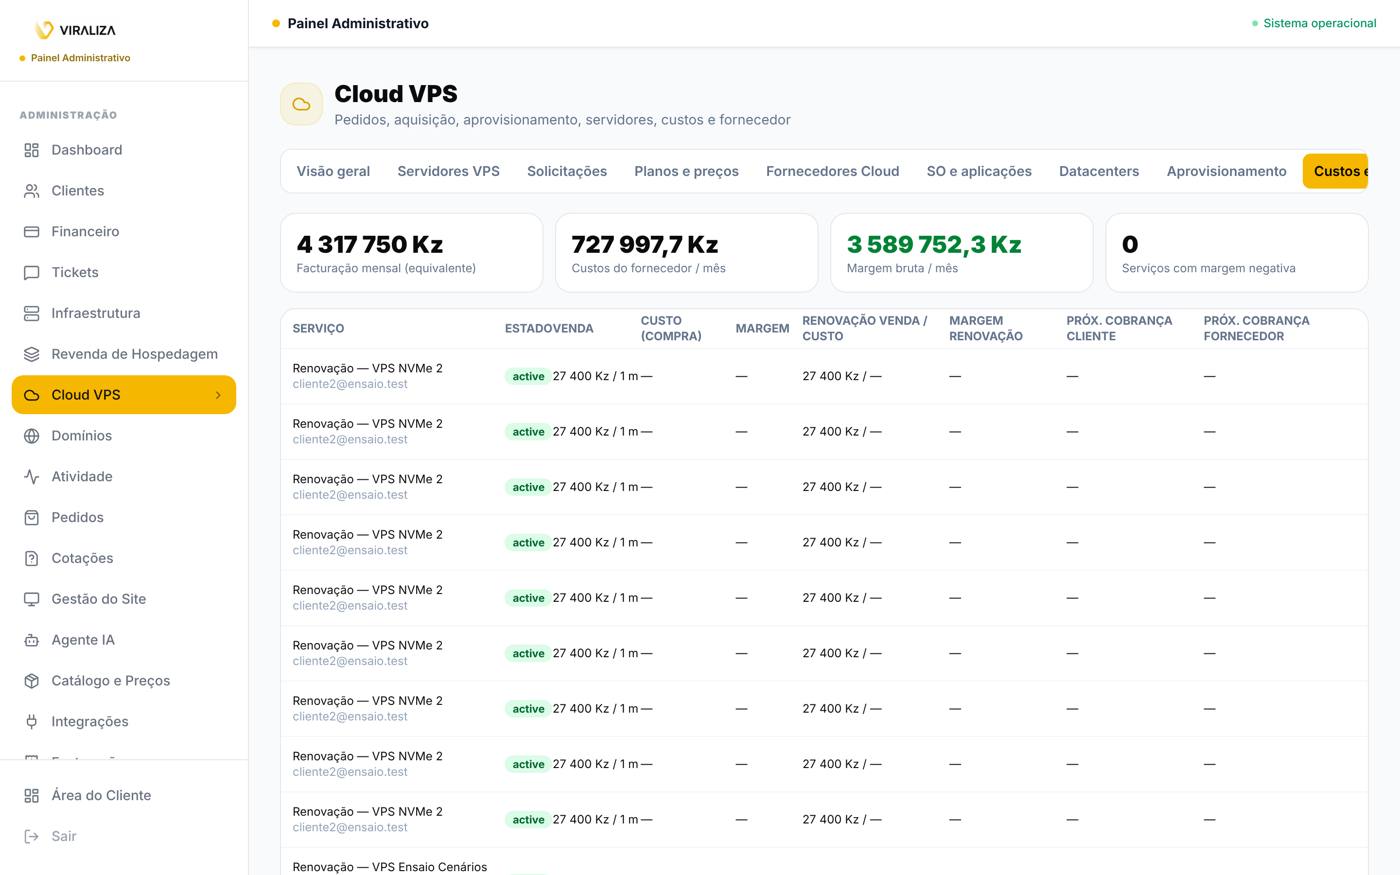 VIRALIZA
Painel Administrativo
ADMINISTRAÇÃO
Dashboard
Clientes
Financeiro
Tickets
Infraestrutura
Revenda de Hospedagem
Cloud VPS
Domínios
Atividade
Pedidos
Cotações
Gestão do Site
Agente IA
Catálogo e Preços
Integrações
Área do Cliente
Sair
Painel Administrativo
Sistema operacional
Cloud VPS
Pedidos, aquisição, aprovisionamento, servidores, custos e fornecedor
Visão geral Servidores VPS Solicitações Planos e preços Fornecedores Cloud SO e aplicações Datacenters Aprovisionamento Custos e
4 317 750 Kz
Facturação mensal (equivalente)
727 997,7 Kz
Custos do fornecedor / mês
3 589 752,3 Kz
Margem bruta / mês
0
Serviços com margem negativa
SERVIÇO ESTADO VENDA CUSTO (COMPRA) MARGEM RENOVAÇÃO VENDA / CUSTO MARGEM RENOVAÇÃO PRÓX. COBRANÇA CLIENTE PRÓX. COBRANÇA FORNECEDOR
Renovação — VPS NVMe 2
cliente2@ensaio.test
active 27 400 Kz / 1 m — — 27 400 Kz / — — — —
Renovação — VPS NVMe 2
cliente2@ensaio.test
active 27 400 Kz / 1 m — — 27 400 Kz / — — — —
Renovação — VPS NVMe 2
cliente2@ensaio.test
active 27 400 Kz / 1 m — — 27 400 Kz / — — — —
Renovação — VPS NVMe 2
cliente2@ensaio.test
active 27 400 Kz / 1 m — — 27 400 Kz / — — — —
Renovação — VPS NVMe 2
cliente2@ensaio.test
active 27 400 Kz / 1 m — — 27 400 Kz / — — — —
Renovação — VPS NVMe 2
cliente2@ensaio.test
active 27 400 Kz / 1 m — — 27 400 Kz / — — — —
Renovação — VPS NVMe 2
cliente2@ensaio.test
active 27 400 Kz / 1 m — — 27 400 Kz / — — — —
Renovação — VPS NVMe 2
cliente2@ensaio.test
active 27 400 Kz / 1 m — — 27 400 Kz / — — — —
Renovação — VPS NVMe 2
cliente2@ensaio.test
active 27 400 Kz / 1 m — — 27 400 Kz / — — — —
Renovação — VPS Ensaio Cenários